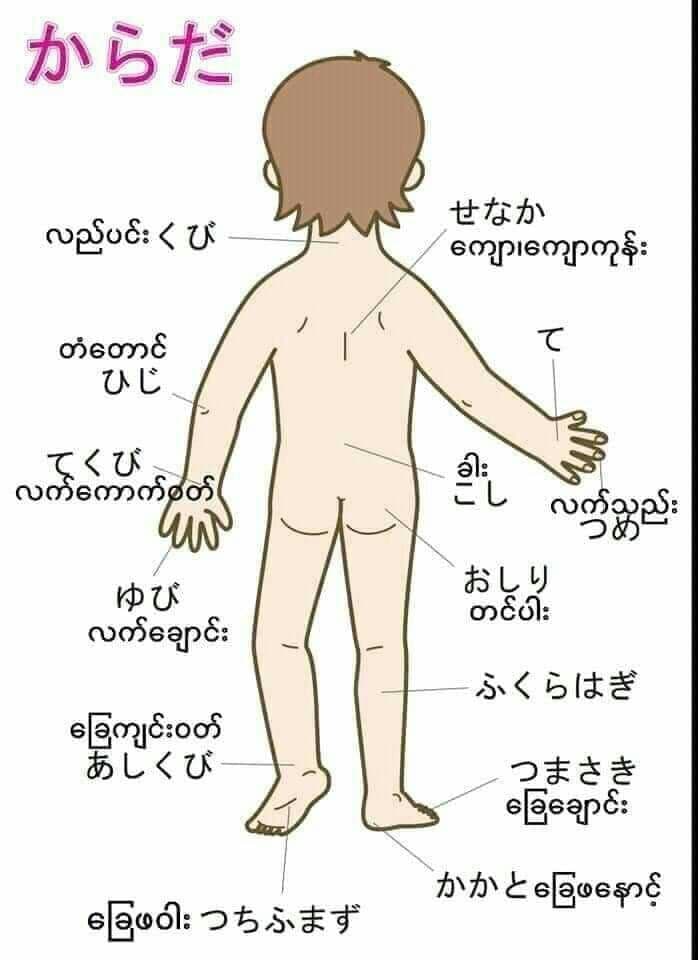 からだ
လည်ပင်းくび
せなか
ကျော၊ကျောကုန်း
တံတောင်
ひじ
て
てくび
လက်ကောက်ဝတ်
ခါး
こし
လက်သည်း
つめ
ゆび
လက်ချောင်း
おしり
တင်ပါး
ふくらはぎ
ခြေကျင်းဝတ်
あしくび
つまさき
ခြေချောင်း
かかとခြေဖနောင့်
ခြေဖဝါး つちふまず